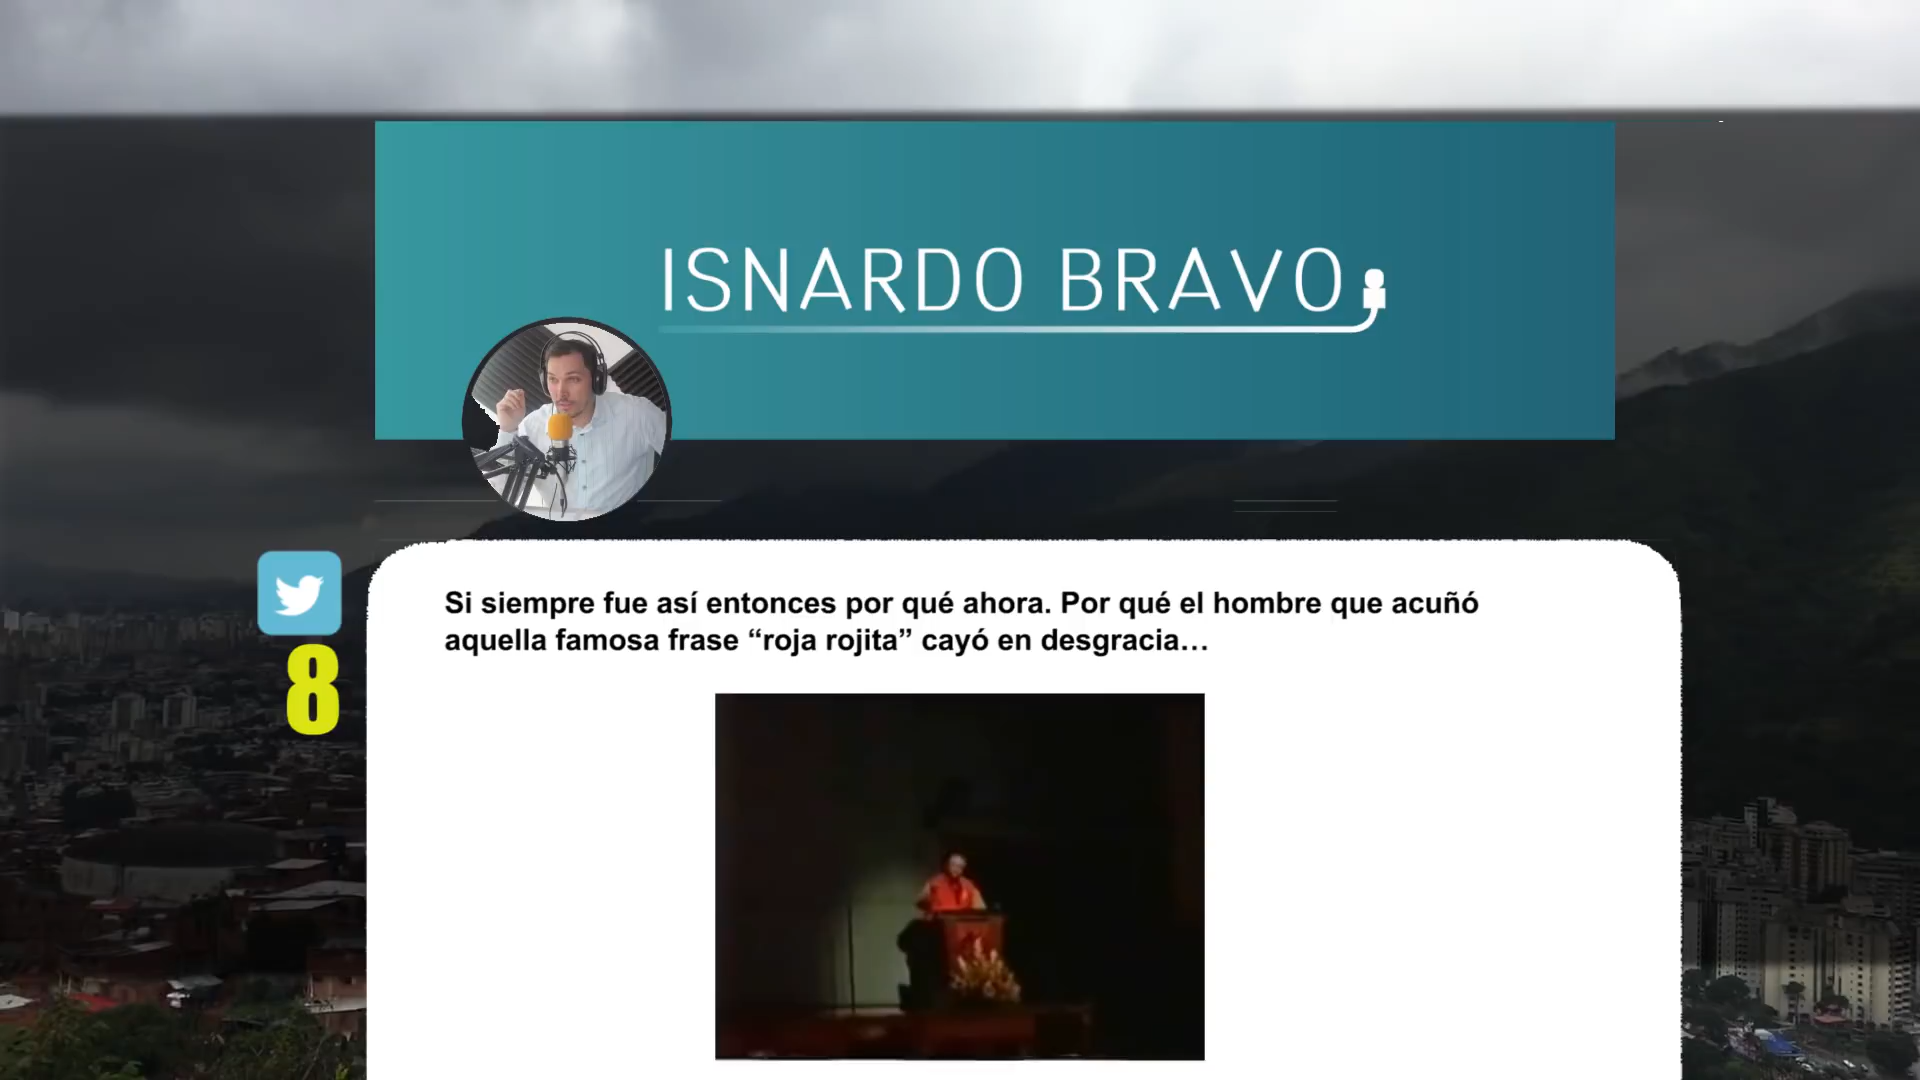 ISNARDO BRAVO
Si siempre fue así entonces por qué ahora. Por qué el hombre que acuñó
aquella famosa frase “roja rojita” cayó en desgracia…
8